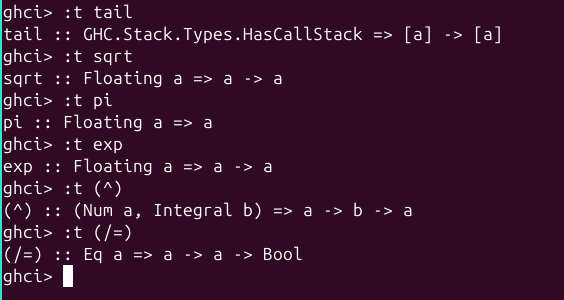 ghci> :t tail
tail :: GHC.Stack.Types.HasCallStack => [a] -> [a]
ghci> :t sqrt
sqrt :: Floating a => a -> a
ghci> :t pi
pi :: Floating a => a
ghci> :t exp
exp :: Floating a => a -> a
ghci> :t (^)
(^) :: (Num a, Integral b) => a -> b -> a
ghci> :t (/=)
(/=) :: Eq a => a -> a -> Bool
ghci>